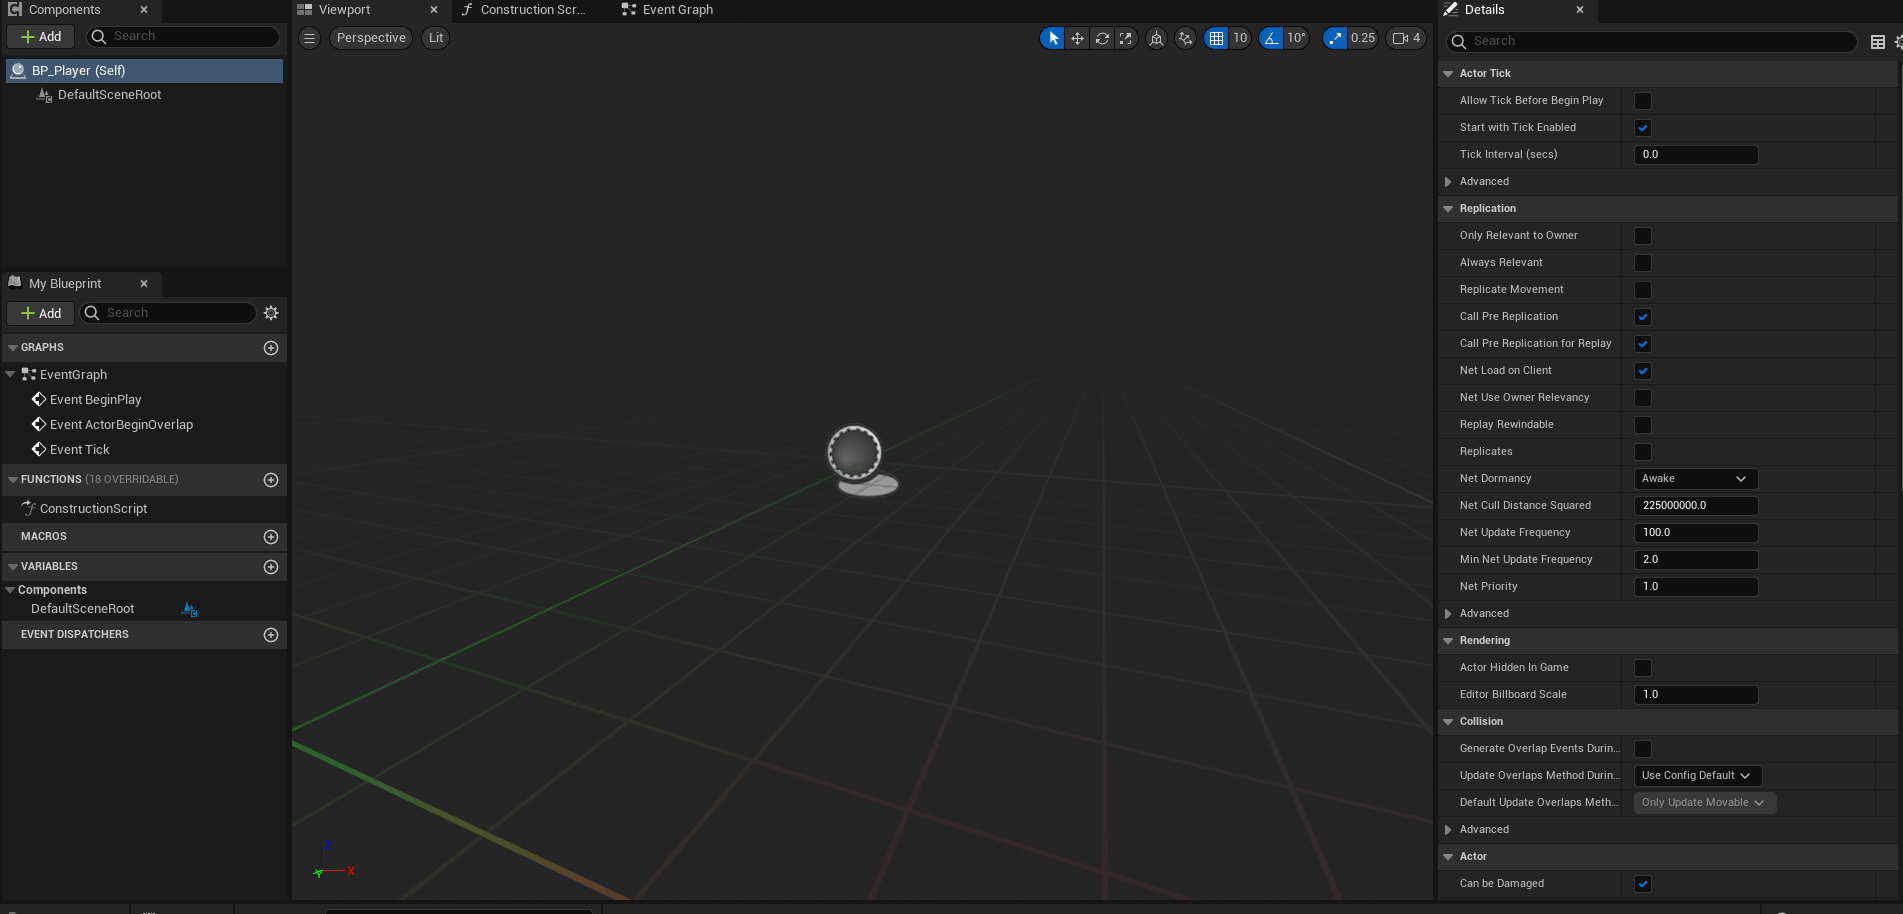 Components
Add
Search
BP_Player (Self)
DefaultSceneRoot
My Blueprint
Add
Search
GRAPHS
EventGraph
Event BeginPlay
Event ActorBeginOverlap
Event Tick
FUNCTIONS (18 OVERRIDABLE)
ConstructionScript
MACROS
VARIABLES
Components
DefaultSceneRoot
EVENT DISPATCHERS
Viewport
Construction Scr...
Event Graph
Perspective
Lit
10
10°
0.25
4
Z
X
Y
Details
Search
Actor Tick
Allow Tick Before Begin Play
Start with Tick Enabled
Tick Interval (secs) 0.0
Advanced
Replication
Only Relevant to Owner
Always Relevant
Replicate Movement
Call Pre Replication
Call Pre Replication for Replay
Net Load on Client
Net Use Owner Relevancy
Replay Rewindable
Replicates
Net Dormancy Awake
Net Cull Distance Squared 225000000.0
Net Update Frequency 100.0
Min Net Update Frequency 2.0
Net Priority 1.0
Advanced
Rendering
Actor Hidden In Game
Editor Billboard Scale 1.0
Collision
Generate Overlap Events Durin...
Update Overlaps Method Durin... Use Config Default
Default Update Overlaps Meth... Only Update Movable
Advanced
Actor
Can be Damaged